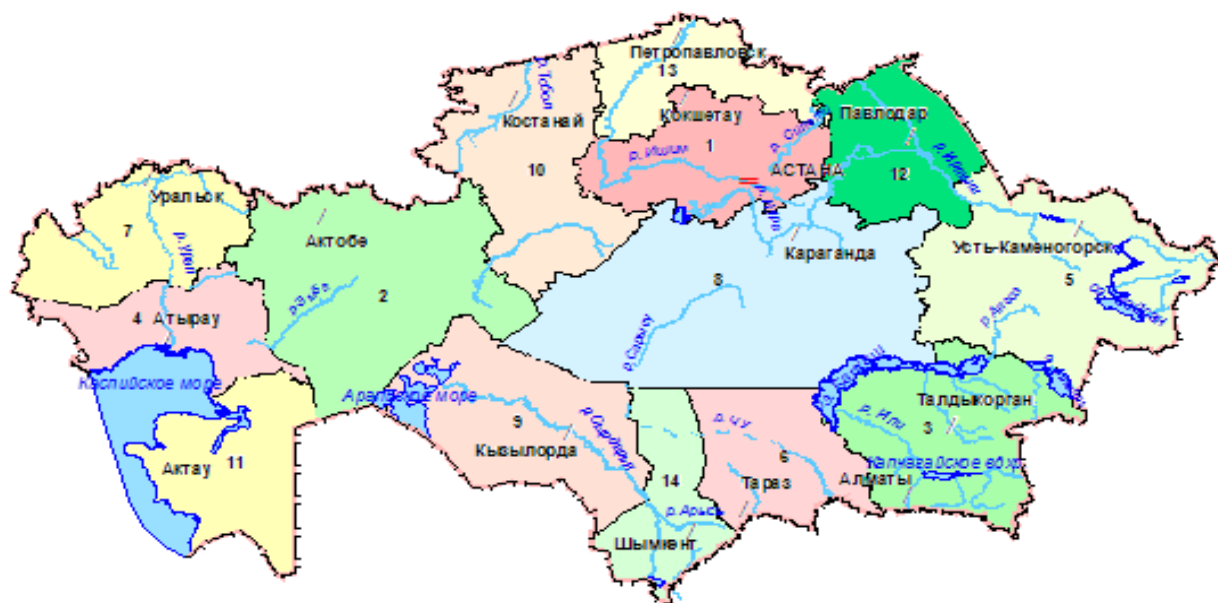 Петропавловск
13
р. Тобол
Костанай
Кокшетау
1
р. Ишим
Павлодар
АСТАНА
12
10
Уральск
7
р. Урал
Актобе
2
р. Эмба
Караганда
8
р. Сарысу
Усть-Каменогорск
5
р. Аягоз
4 Атырау
Каспийское море
Аральское море
9
Кызылорда
р. Сырдарья
р. Чу
6
Талдыкорган
3
р. Или
Капчагайское вдхр.
Актау 11
14
Тараз
Алматы
р. Арысь
Шымкент